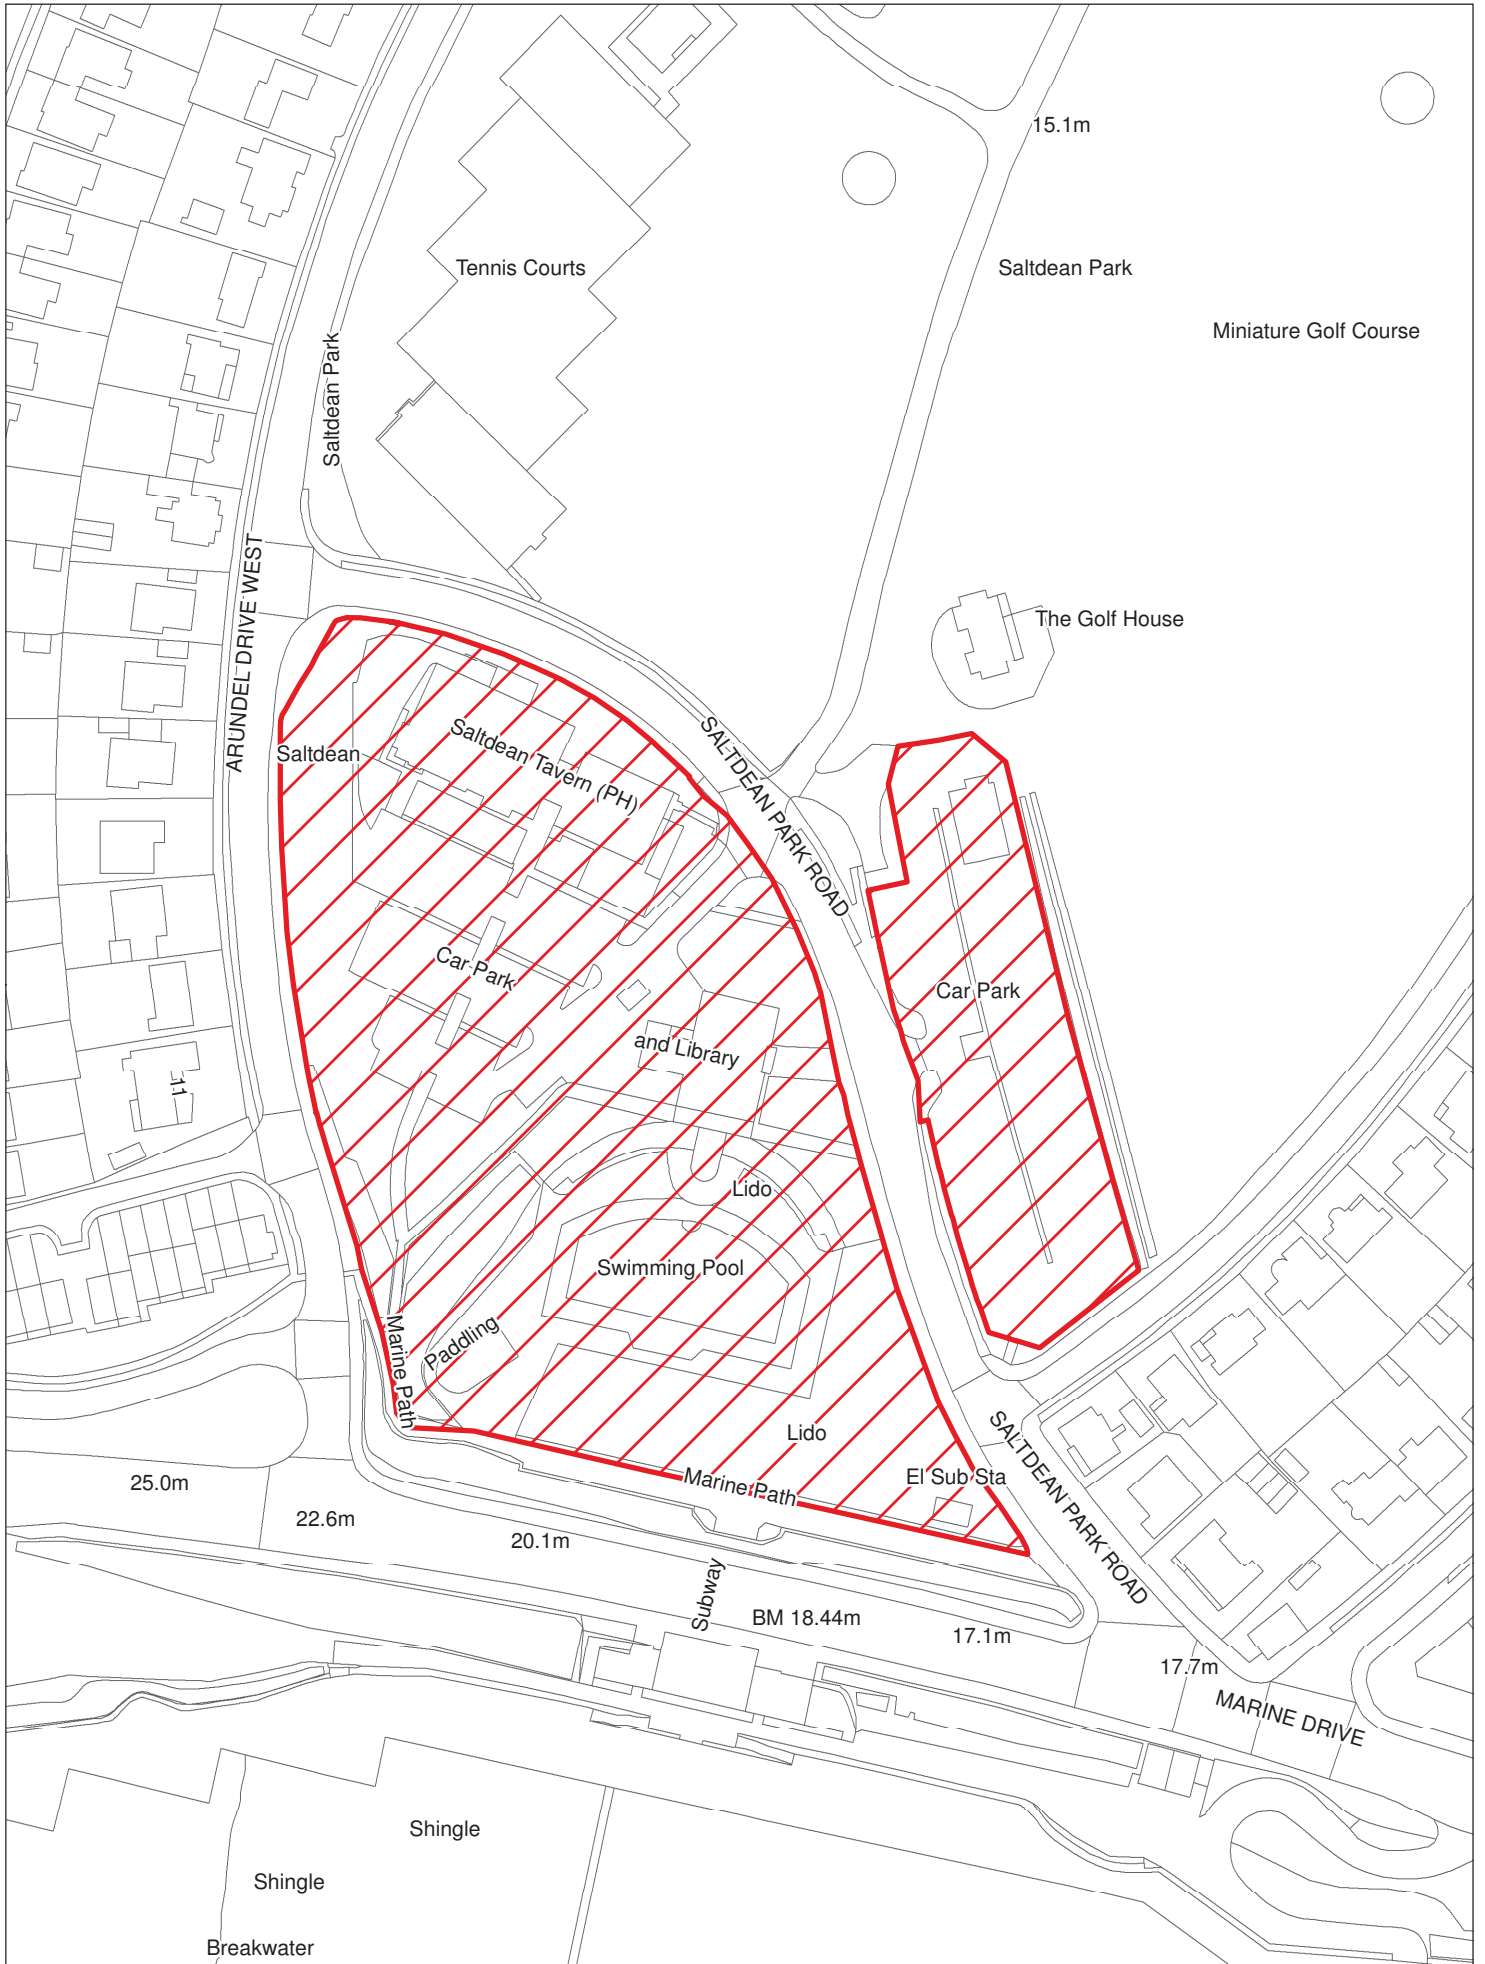 15.1m
Tennis Courts
Saltdean Park
Miniature Golf Course
Saltdean Park
ARUNDEL DRIVE WEST
The Golf House
Saltdean
Saltdean Tavern (PH)
SALTDEAN PARK ROAD
Car Park
Car Park
and Library
11
Lido
Swimming Pool
Paddling
Marine Path
Lido
El Sub Sta
Marine Path
SALTDEAN PARK ROAD
25.0m
22.6m
20.1m
Subway
BM 18.44m
17.1m
17.7m
MARINE DRIVE
Shingle
Shingle
Breakwater